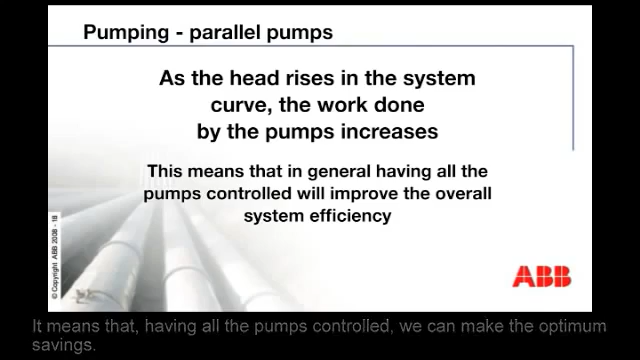 Pumping - parallel pumps
As the head rises in the system
curve, the work done
by the pumps increases
This means that in general having all the
pumps controlled will improve the overall
system efficiency
© Copyright ABB 2008 - 18
ABB
It means that, having all the pumps controlled, we can make the optimum
savings.